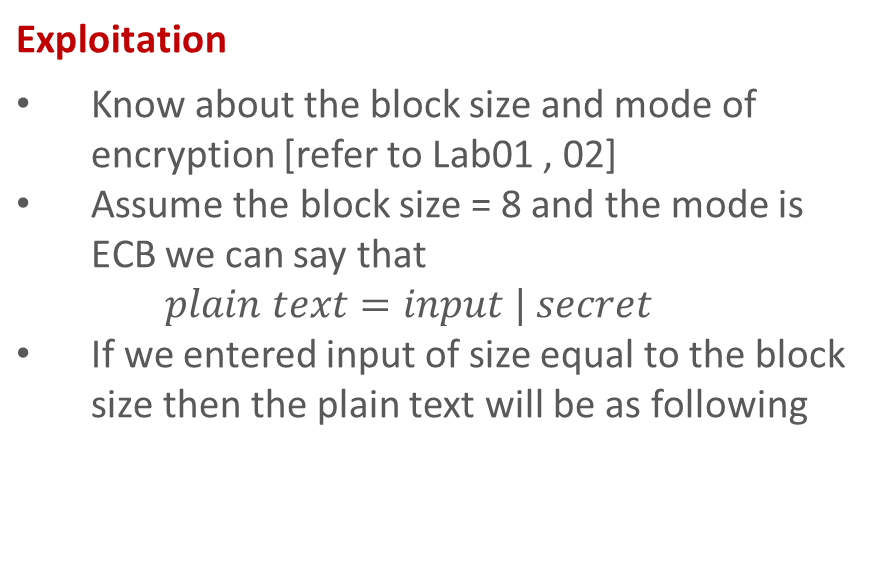 Exploitation
• Know about the block size and mode of
encryption [refer to Lab01 , 02]
• Assume the block size = 8 and the mode is
ECB we can say that
plain text = input | secret
• If we entered input of size equal to the block
size then the plain text will be as following